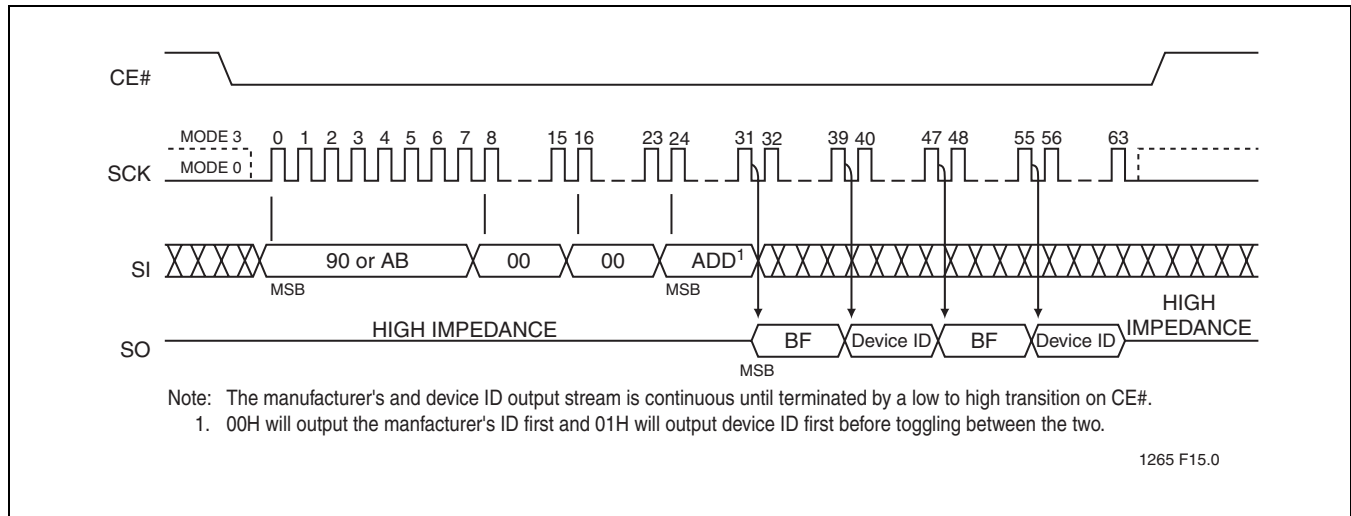 CE#
MODE 3 0 1 2 3 4 5 6 7 8 15 16 23 24 31 32 39 40 47 48 55 56 63
SCK MODE 0
SI 90 or AB 00 00 ADD1
MSB MSB
HIGH IMPEDANCE
SO HIGH IMPEDANCE BF Device ID BF Device ID
MSB
Note: The manufacturer's and device ID output stream is continuous until terminated by a low to high transition on CE#.
1. 00H will output the manfacturer's ID first and 01H will output device ID first before toggling between the two.
1265 F15.0